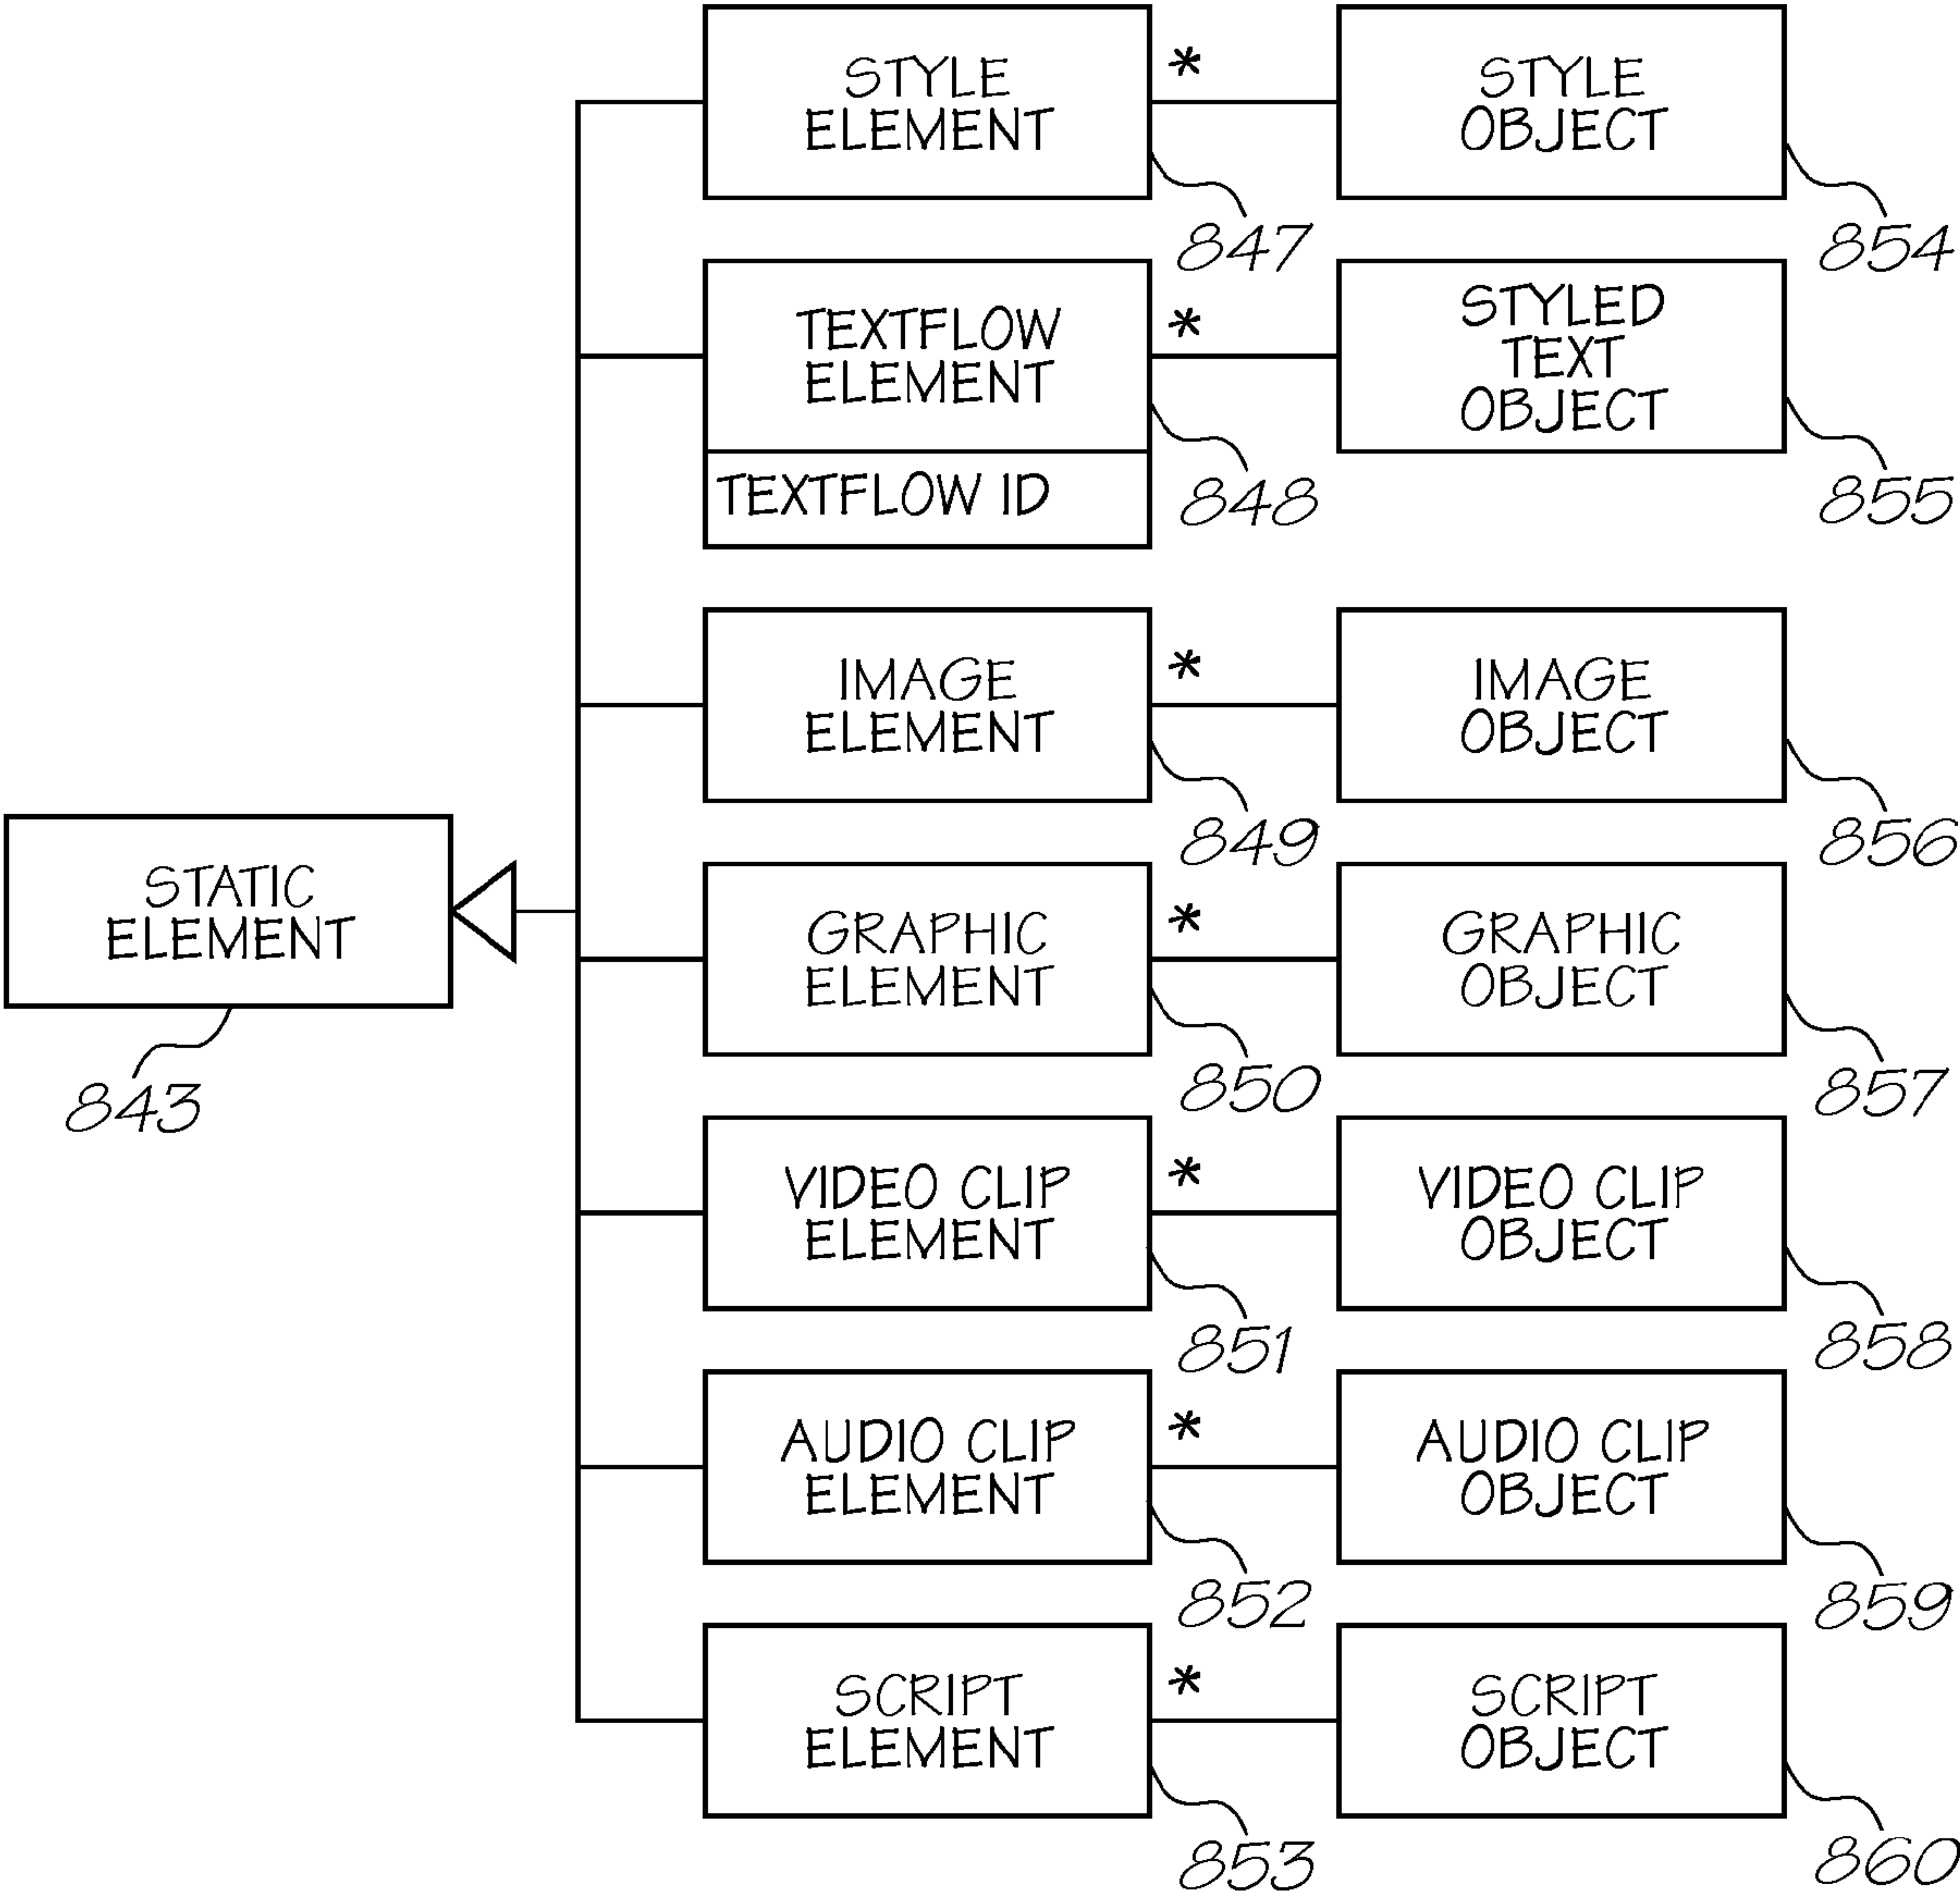 STYLE
ELEMENT
*
STYLE
OBJECT
847
854
TEXTFLOW
ELEMENT
*
STYLED
TEXT
OBJECT
TEXTFLOW ID
848
855
IMAGE
ELEMENT
*
IMAGE
OBJECT
849
856
STATIC
ELEMENT
843
GRAPHIC
ELEMENT
*
GRAPHIC
OBJECT
850
857
VIDEO CLIP
ELEMENT
*
VIDEO CLIP
OBJECT
851
858
AUDIO CLIP
ELEMENT
*
AUDIO CLIP
OBJECT
852
859
SCRIPT
ELEMENT
*
SCRIPT
OBJECT
853
860